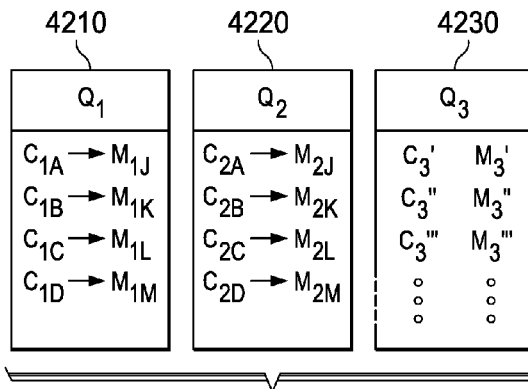 4210 4220 4230
Q₁ Q₂ Q₃
C₁A → M₁J C₂A → M₂J C₃' M₃'
C₁B → M₁K C₂B → M₂K C₃" M₃"
C₁C → M₁L C₂C → M₂L C₃''' M₃'''
C₁D → M₁M C₂D → M₂M